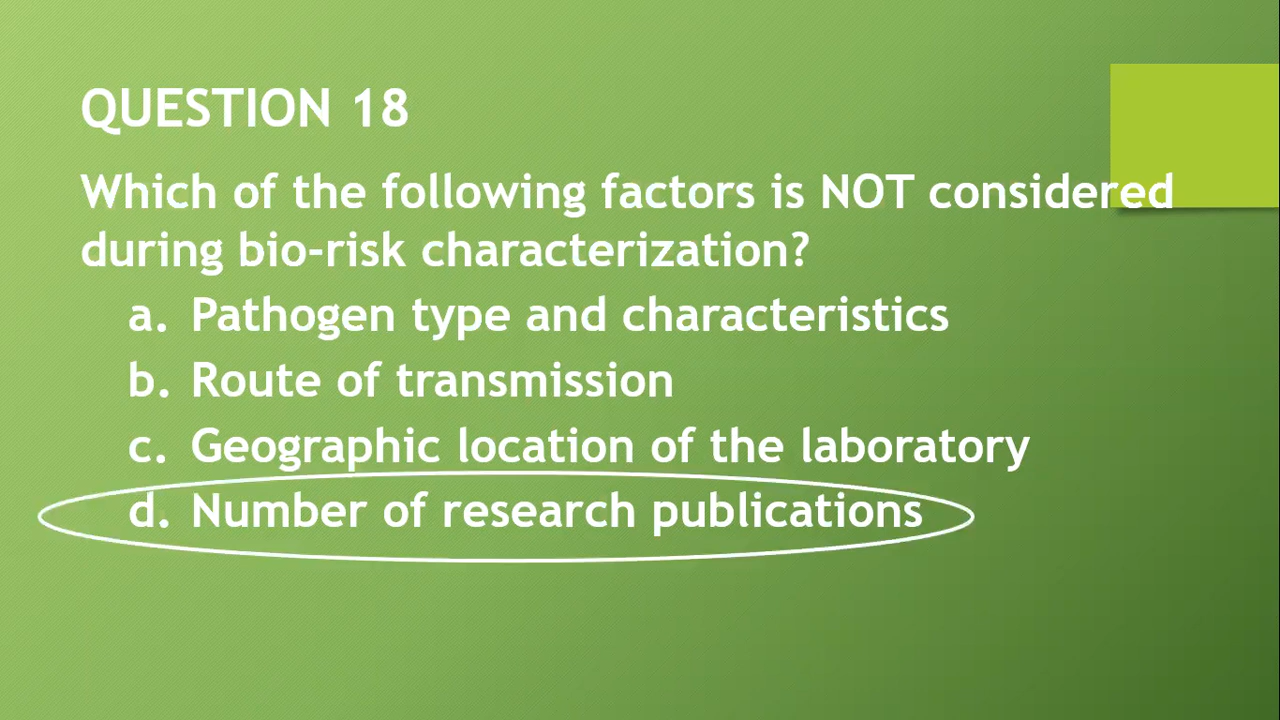 QUESTION 18
Which of the following factors is NOT considered
during bio-risk characterization?
a. Pathogen type and characteristics
b. Route of transmission
c. Geographic location of the laboratory
d. Number of research publications